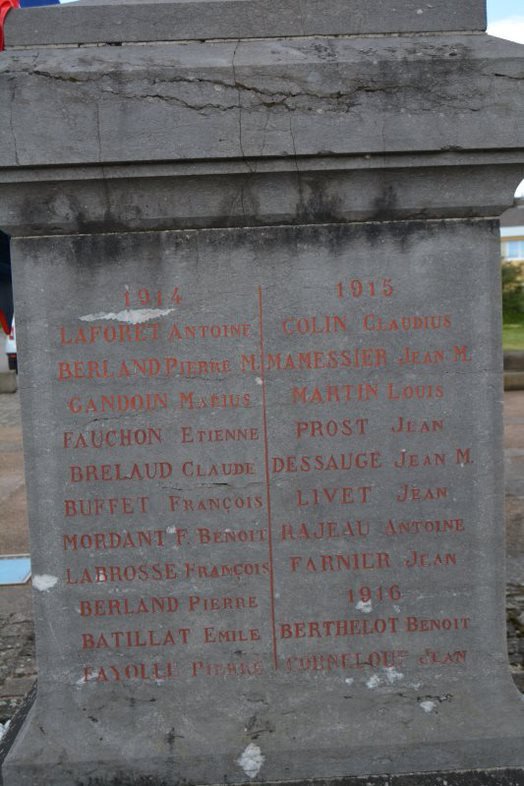 1914
LAFORET ANTOINE
BERLAND PIERRE M.
GANDOIN MARIUS
FAUCHON ETIENNE
BRELAUD CLAUDE
BUFFET FRANÇOIS
MORDANT F. BENOIT
LABROSSE FRANÇOIS
BERLAND PIERRE
BATILLAT EMILE
FAYOLLE PIERRE
1915
COLIN CLAUDIUS
MAMESSIER JEAN M.
MARTIN LOUIS
PROST JEAN
DESSAUGE JEAN M.
LIVET JEAN
RAJEAU ANTOINE
FARNIER JEAN
1916
BERTHELOT BENOIT
CORNELOUP JEAN